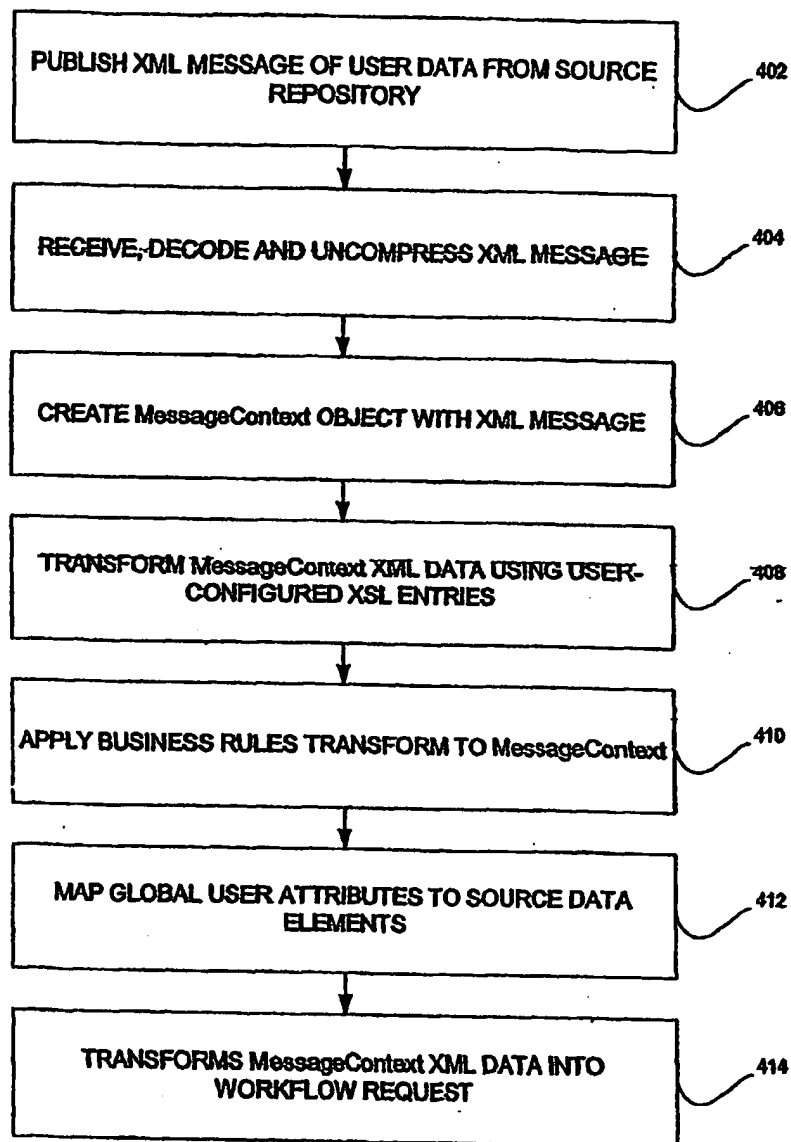 PUBLISH XML MESSAGE OF USER DATA FROM SOURCE
REPOSITORY
402
RECEIVE, DECODE AND UNCOMPRESS XML MESSAGE
404
CREATE MessageContext OBJECT WITH XML MESSAGE
406
TRANSFORM MessageContext XML DATA USING USER-
CONFIGURED XSL ENTRIES
408
APPLY BUSINESS RULES TRANSFORM TO MessageContext
410
MAP GLOBAL USER ATTRIBUTES TO SOURCE DATA
ELEMENTS
412
TRANSFORMS MessageContext XML DATA INTO
WORKFLOW REQUEST
414